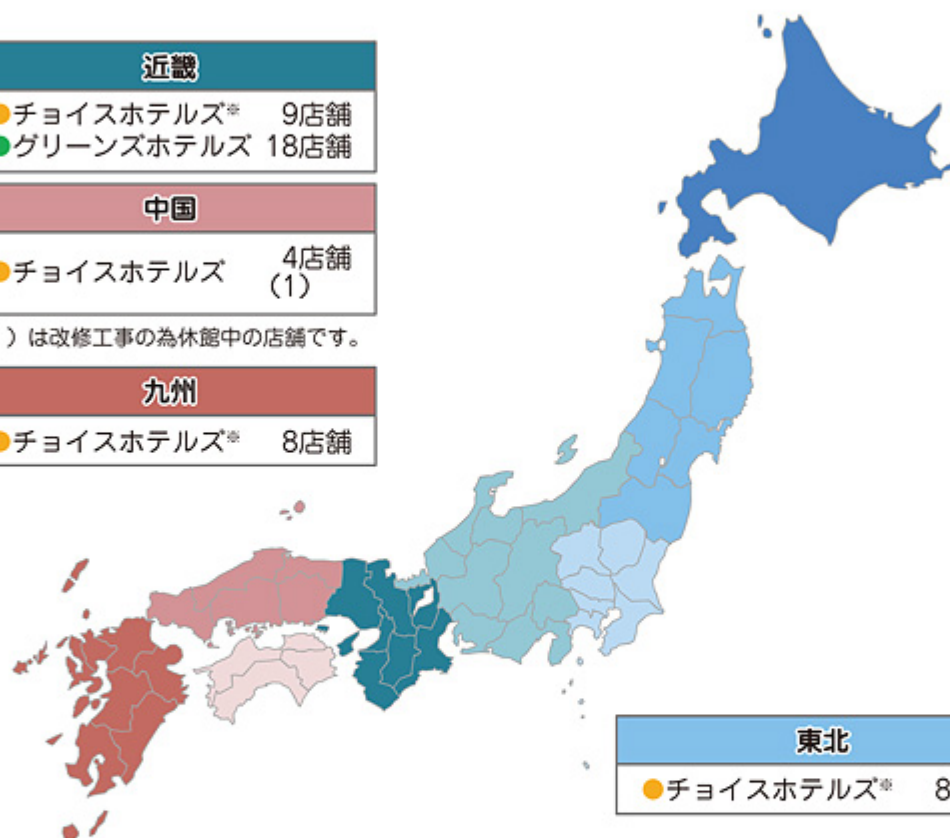 近畿
●チョイスホテルズ※ 9店舗
●グリーンズホテルズ 18店舗
中国
●チョイスホテルズ 4店舗
(1)
)は改修工事の為休館中の店舗です。
九州
●チョイスホテルズ※ 8店舗
東北
●チョイスホテルズ※ 8